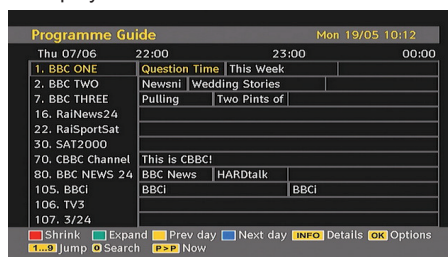 Programme Guide Mon 19/05 10:12
Thu 07/06 22:00 23:00 00:00
1. BBC ONE Question Time This Week
2. BBC TWO Newsni Wedding Stories
7. BBC THREE Pulling Two Pints of
16. RaiNews24
22. RaiSportSat
30. SAT2000
70. CBBC Channel This is CBBC!
80. BBC NEWS 24 BBC News HARDtalk
105. BBCi BBCi BBCi
106. TV3
107. 3/24
Shrink Expand Prev day Next day INFO Details OK Options
1...9 Jump 0 Search P>P Now